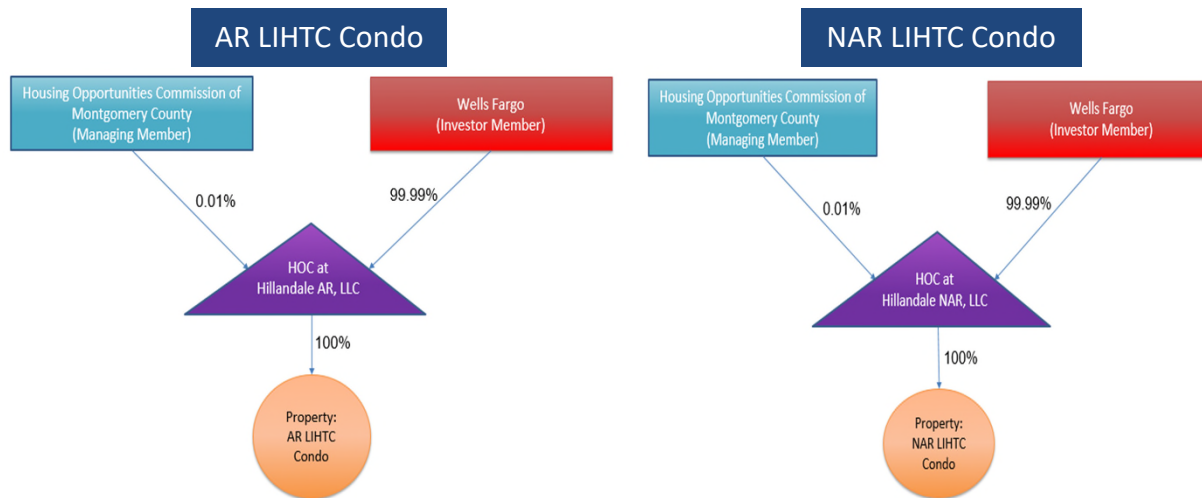 AR LIHTC Condo
Housing Opportunities Commission of
Montgomery County
(Managing Member)
Wells Fargo
(Investor Member)
0.01%
99.99%
HOC at
Hillandale AR, LLC
100%
Property:
AR LIHTC
Condo
NAR LIHTC Condo
Housing Opportunities Commission of
Montgomery County
(Managing Member)
Wells Fargo
(Investor Member)
0.01%
99.99%
HOC at
Hillandale NAR, LLC
100%
Property:
NAR LIHTC
Condo